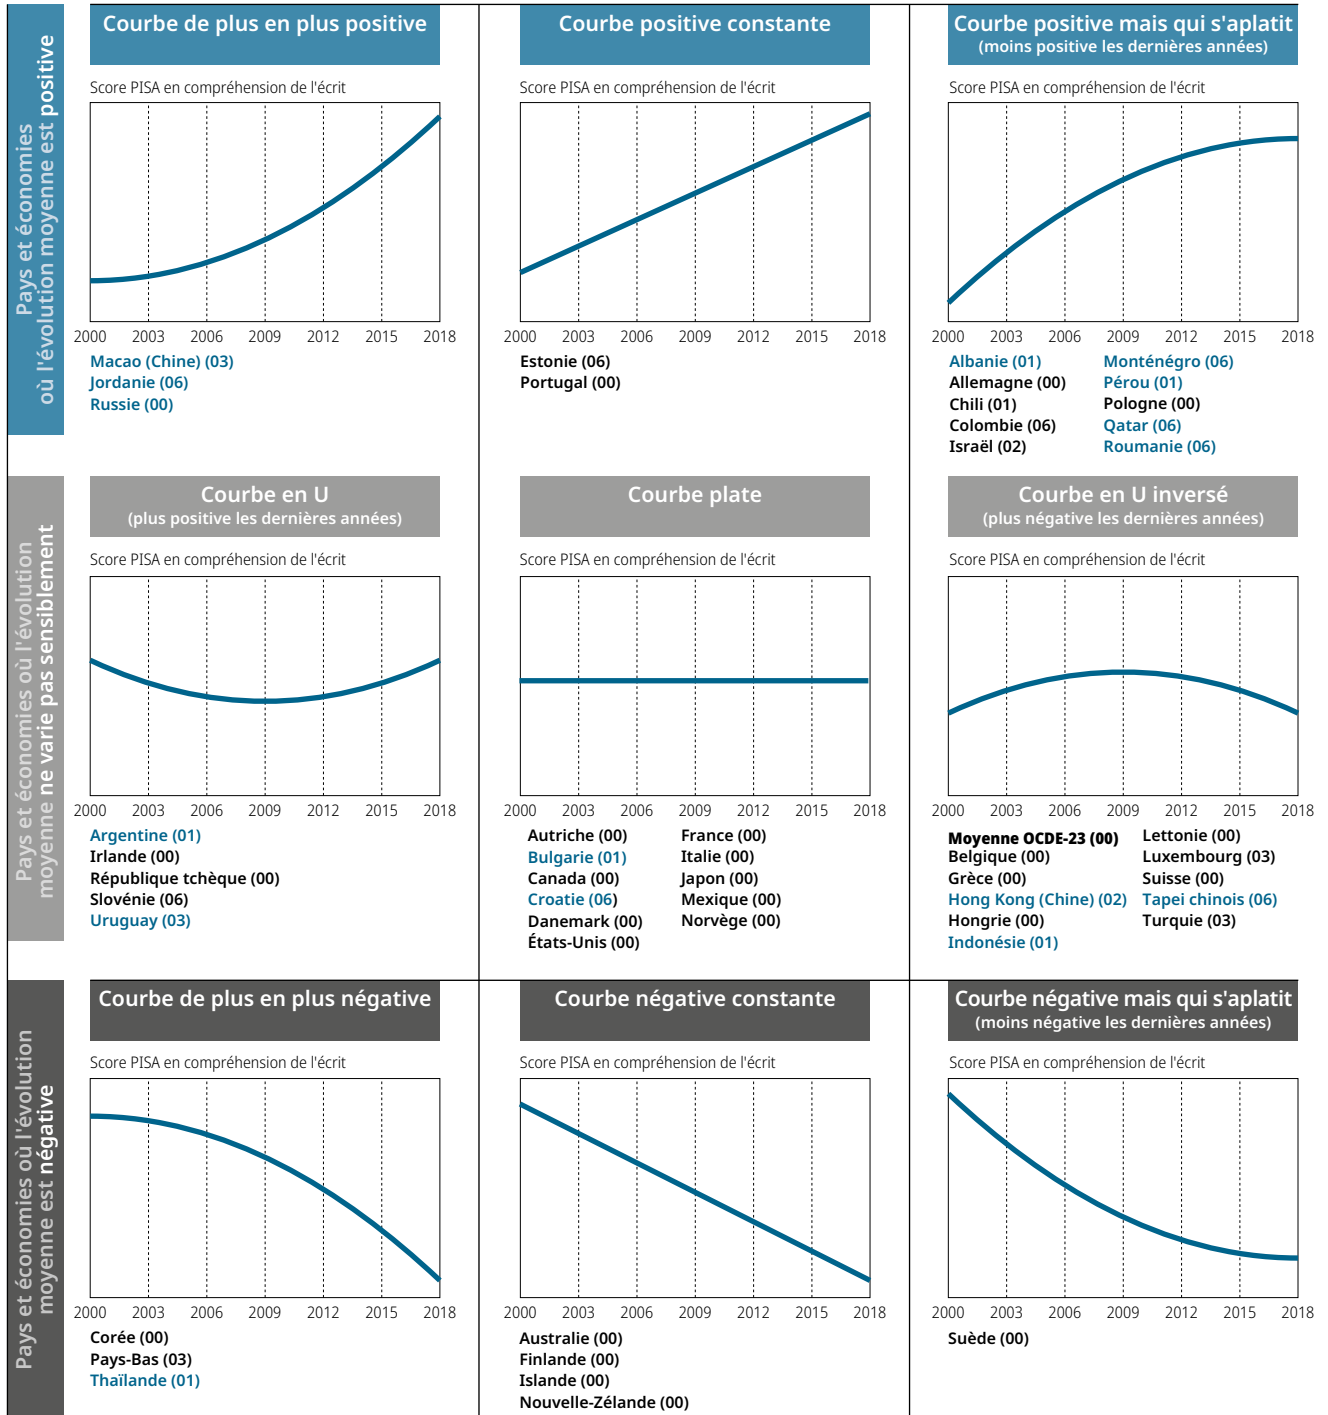 Pays et économies
où l'évolution moyenne est positive
Courbe de plus en plus positive
Score PISA en compréhension de l'écrit
2000 2003 2006 2009 2012 2015 2018
Macao (Chine) (03)
Jordanie (06)
Russie (00)
Courbe positive constante
Score PISA en compréhension de l'écrit
2000 2003 2006 2009 2012 2015 2018
Estonie (06)
Portugal (00)
Courbe positive mais qui s'aplatit
(moins positive les dernières années)
Score PISA en compréhension de l'écrit
2000 2003 2006 2009 2012 2015 2018
Albanie (01)
Allemagne (00)
Chili (01)
Colombie (06)
Israël (02)
Monténégro (06)
Pérou (01)
Pologne (00)
Qatar (06)
Roumanie (06)
Pays et économies où l'évolution
moyenne ne varie pas sensiblement
Courbe en U
(plus positive les dernières années)
Score PISA en compréhension de l'écrit
2000 2003 2006 2009 2012 2015 2018
Argentine (01)
Irlande (00)
République tchèque (00)
Slovénie (06)
Uruguay (03)
Courbe plate
Score PISA en compréhension de l'écrit
2000 2003 2006 2009 2012 2015 2018
Autriche (00)
Bulgarie (01)
Canada (00)
Croatie (06)
Danemark (00)
États-Unis (00)
France (00)
Italie (00)
Japon (00)
Mexique (00)
Norvège (00)
Courbe en U inversé
(plus négative les dernières années)
Score PISA en compréhension de l'écrit
2000 2003 2006 2009 2012 2015 2018
Moyenne OCDE-23 (00)
Belgique (00)
Grèce (00)
Hong Kong (Chine) (02)
Hongrie (00)
Indonésie (01)
Lettonie (00)
Luxembourg (03)
Suisse (00)
Tapei chinois (06)
Turquie (03)
Pays et économies où l'évolution
moyenne est négative
Courbe de plus en plus négative
Score PISA en compréhension de l'écrit
2000 2003 2006 2009 2012 2015 2018
Corée (00)
Pays-Bas (03)
Thaïlande (01)
Courbe négative constante
Score PISA en compréhension de l'écrit
2000 2003 2006 2009 2012 2015 2018
Australie (00)
Finlande (00)
Islande (00)
Nouvelle-Zélande (00)
Courbe négative mais qui s'aplatit
(moins négative les dernières années)
Score PISA en compréhension de l'écrit
2000 2003 2006 2009 2012 2015 2018
Suède (00)